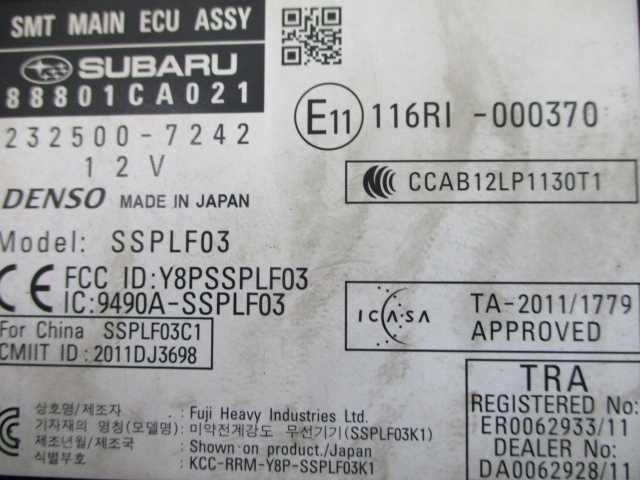 SMT MAIN ECU ASSY
SUBARU
88801CA021
232500-7242
12V
DENSO MADE IN JAPAN
Model: SSPLF03
CE FCC ID:Y8PSSPLF03
IC:9490A-SSPLF03
For China SSPLF03C1
CMIIT ID : 2011DJ3698
E11 116RI -000370
CCAB12LP1130T1
ICASA TA-2011/1779
APPROVED
TRA
REGISTERED No:
ER0062933/11
DEALER No:
DA0062928/11
상호명/제조자 : Fuji Heavy Industries Ltd.
기자재의 명칭(모델명): 미약전계강도 무선기기(SSPLF03K1)
제조년월/제조국 : Shown on product./Japan
식별부호 : KCC-RRM-Y8P-SSPLF03K1